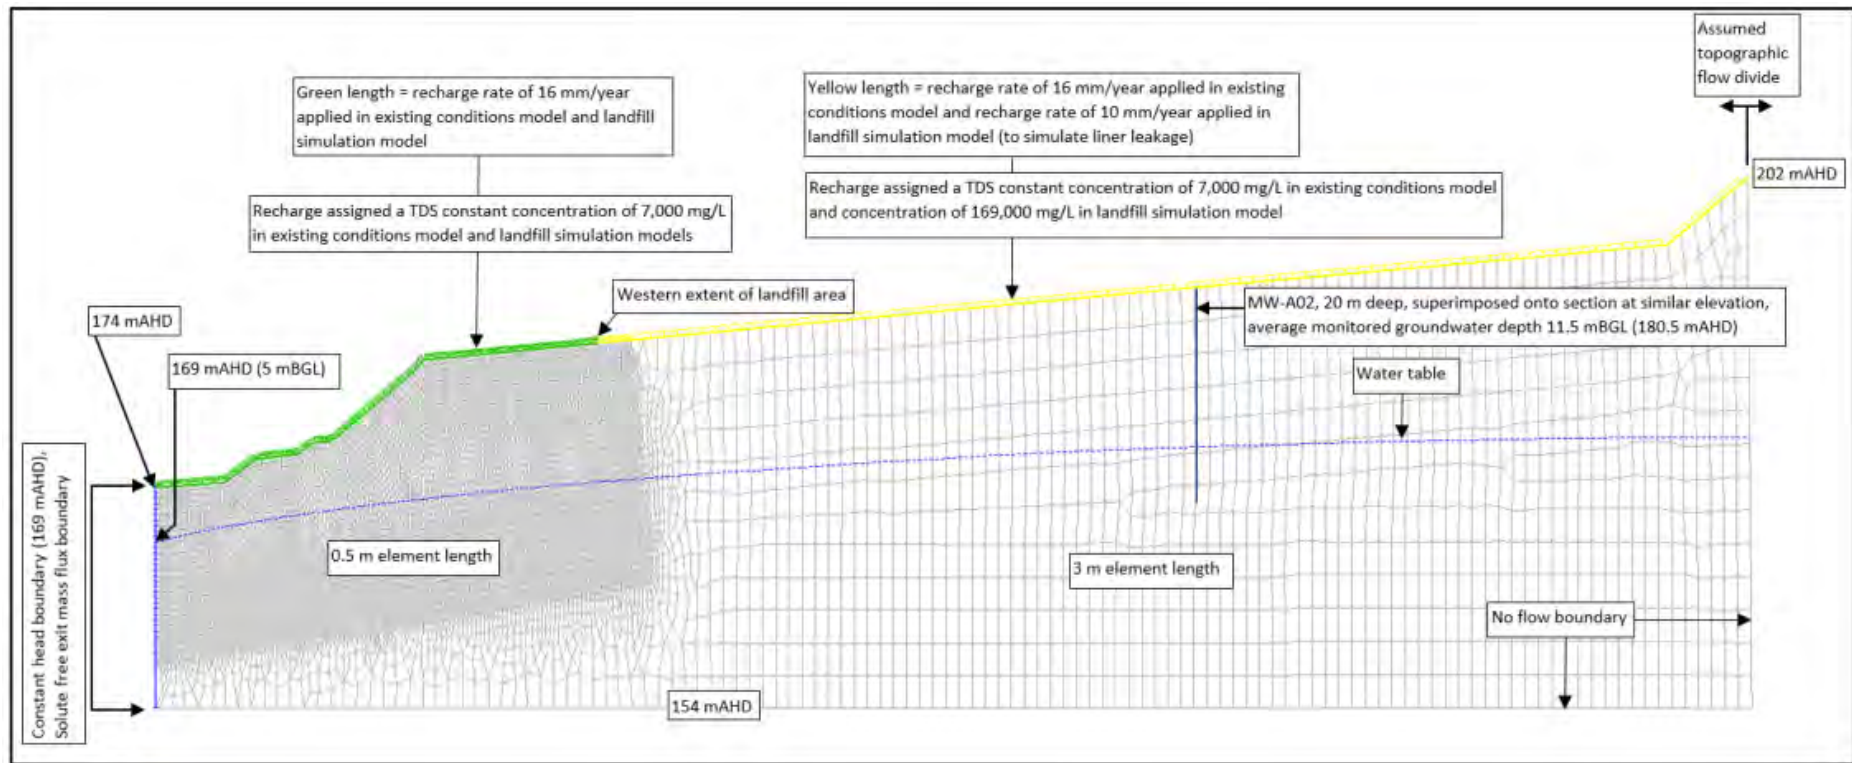 Assumed
topographic
flow divide
Green length = recharge rate of 16 mm/year
applied in existing conditions model and landfill
simulation model
Yellow length = recharge rate of 16 mm/year applied in existing
conditions model and recharge rate of 10 mm/year applied in
landfill simulation model (to simulate liner leakage)
202 mAHD
Recharge assigned a TDS constant concentration of 7,000 mg/L
in existing conditions model and landfill simulation models
Recharge assigned a TDS constant concentration of 7,000 mg/L in existing conditions model
and concentration of 169,000 mg/L in landfill simulation model
Western extent of landfill area
MW-A02, 20 m deep, superimposed onto section at similar elevation,
average monitored groundwater depth 11.5 mBGL (180.5 mAHD)
174 mAHD
169 mAHD (5 mBGL)
Water table
Constant head boundary (169 mAHD),
Solute free exit mass flux boundary
0.5 m element length
3 m element length
No flow boundary
154 mAHD